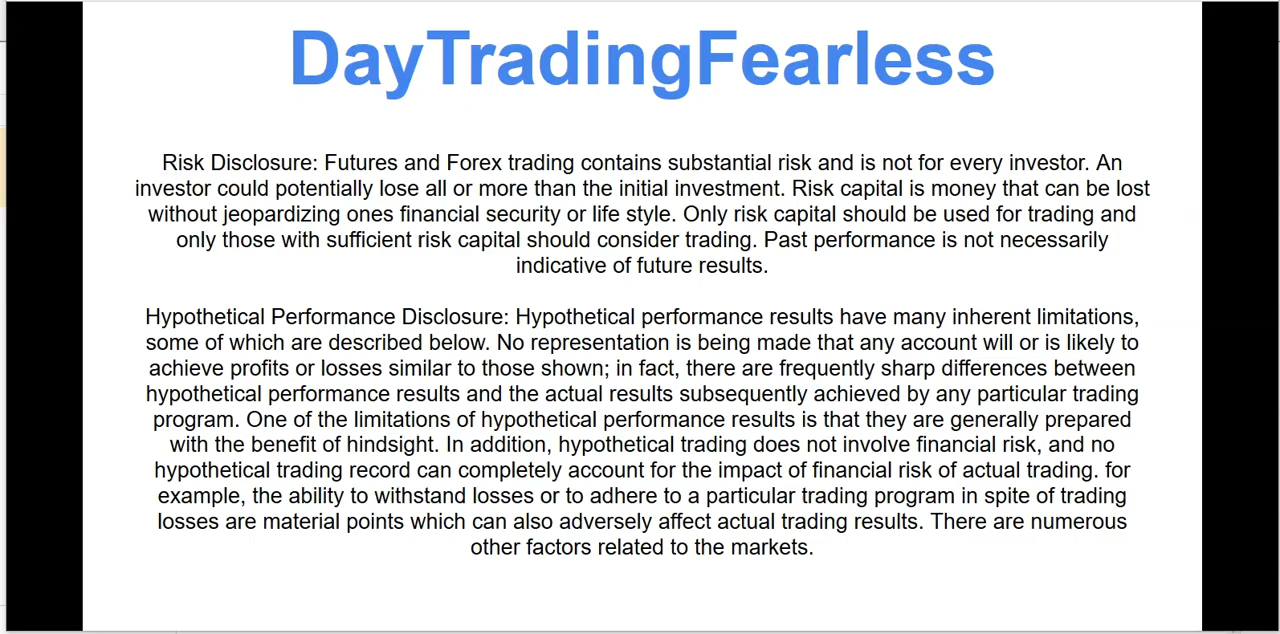 DayTradingFearless
Risk Disclosure: Futures and Forex trading contains substantial risk and is not for every investor. An
investor could potentially lose all or more than the initial investment. Risk capital is money that can be lost
without jeopardizing ones financial security or life style. Only risk capital should be used for trading and
only those with sufficient risk capital should consider trading. Past performance is not necessarily
indicative of future results.
Hypothetical Performance Disclosure: Hypothetical performance results have many inherent limitations,
some of which are described below. No representation is being made that any account will or is likely to
achieve profits or losses similar to those shown; in fact, there are frequently sharp differences between
hypothetical performance results and the actual results subsequently achieved by any particular trading
program. One of the limitations of hypothetical performance results is that they are generally prepared
with the benefit of hindsight. In addition, hypothetical trading does not involve financial risk, and no
hypothetical trading record can completely account for the impact of financial risk of actual trading. for
example, the ability to withstand losses or to adhere to a particular trading program in spite of trading
losses are material points which can also adversely affect actual trading results. There are numerous
other factors related to the markets.